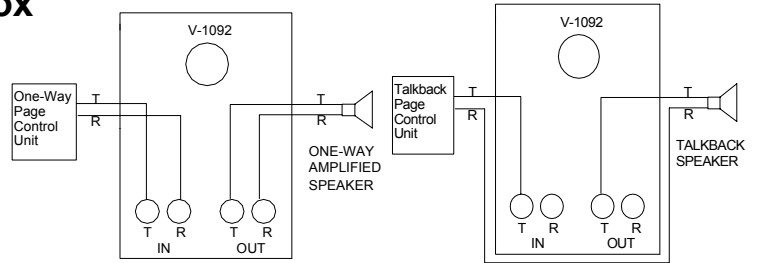 ox
V-1092
One-Way
Page
Control
Unit
T
R
T
R
ONE-WAY
AMPLIFIED
SPEAKER
T R T R
IN OUT
V-1092
Talkback
Page
Control
Unit
T
R
T
R
TALKBACK
SPEAKER
T R T R
IN OUT